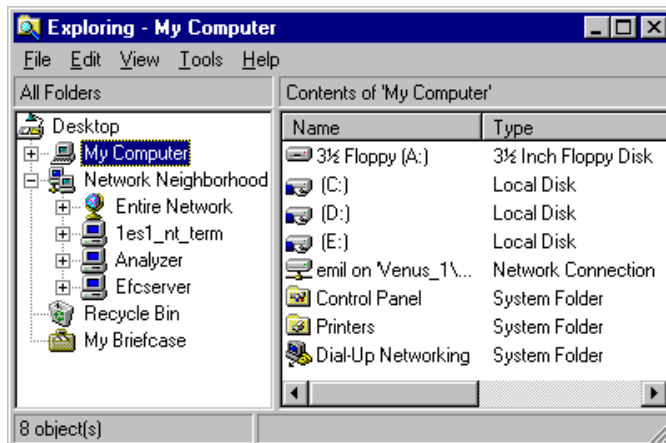 Exploring - My Computer
File Edit View Tools Help
All Folders
Contents of 'My Computer'
Desktop
My Computer
Network Neighborhood
Entire Network
1es1_nt_term
Analyzer
Efcserver
Recycle Bin
My Briefcase
Name Type
3½ Floppy (A:) 3½ Inch Floppy Disk
(C:) Local Disk
(D:) Local Disk
(E:) Local Disk
emil on 'Venus_1\... Network Connection
Control Panel System Folder
Printers System Folder
Dial-Up Networking System Folder
8 object(s)